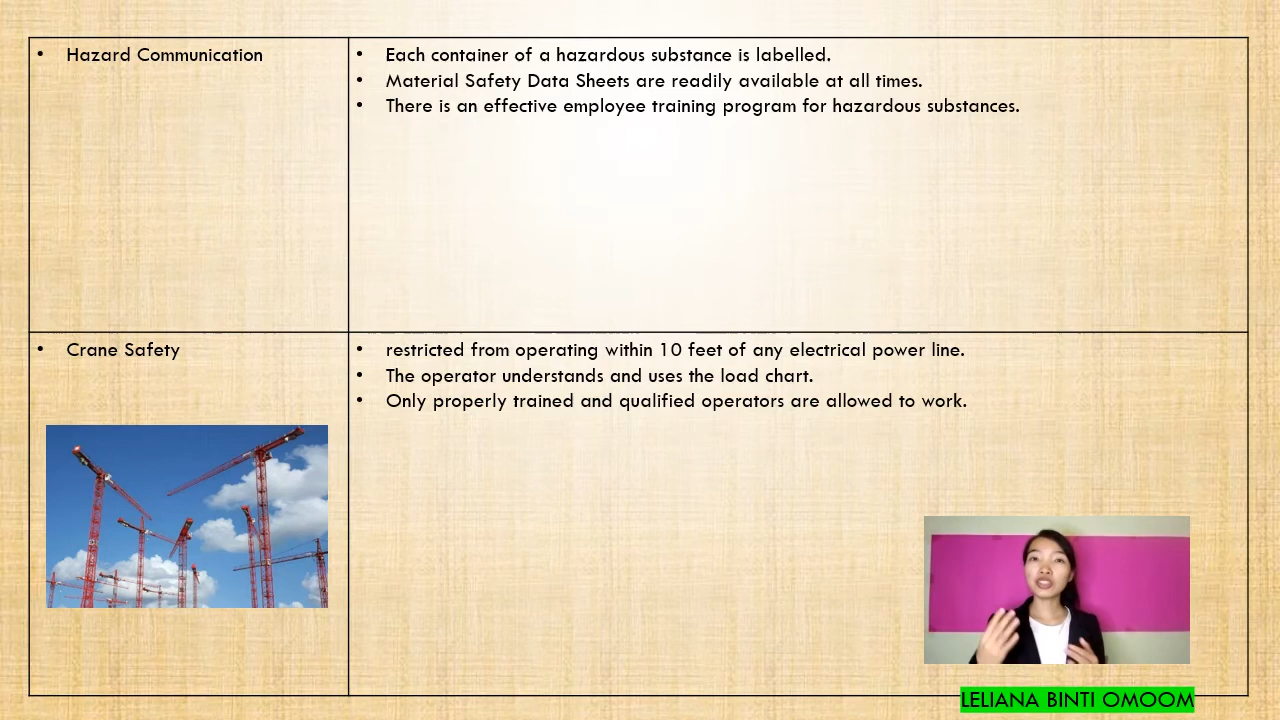 • Hazard Communication
• Each container of a hazardous substance is labelled.
• Material Safety Data Sheets are readily available at all times.
• There is an effective employee training program for hazardous substances.
• Crane Safety
• restricted from operating within 10 feet of any electrical power line.
• The operator understands and uses the load chart.
• Only properly trained and qualified operators are allowed to work.
LELIANA BINTI OMOOM